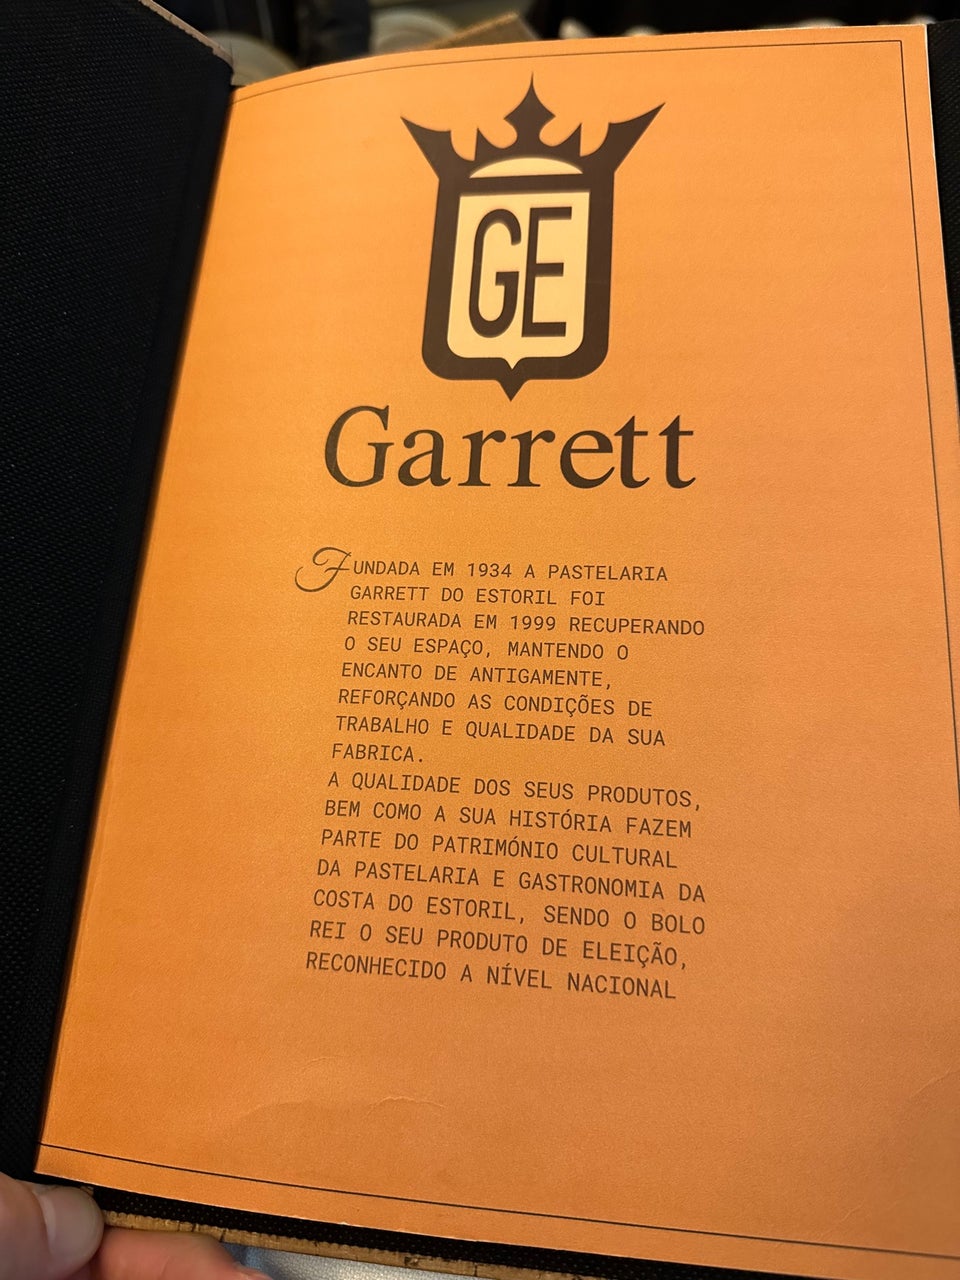 GE
Garrett
FUNDADA EM 1934 A PASTELARIA
GARRETT DO ESTORIL FOI
RESTAURADA EM 1999 RECUPERANDO
O SEU ESPAÇO, MANTENDO O
ENCANTO DE ANTIGAMENTE,
REFORÇANDO AS CONDIÇÕES DE
TRABALHO E QUALIDADE DA SUA
FABRICA.
A QUALIDADE DOS SEUS PRODUTOS,
BEM COMO A SUA HISTÓRIA FAZEM
PARTE DO PATRIMÓNIO CULTURAL
DA PASTELARIA E GASTRONOMIA DA
COSTA DO ESTORIL, SENDO O BOLO
REI O SEU PRODUTO DE ELEIÇÃO,
RECONHECIDO A NÍVEL NACIONAL